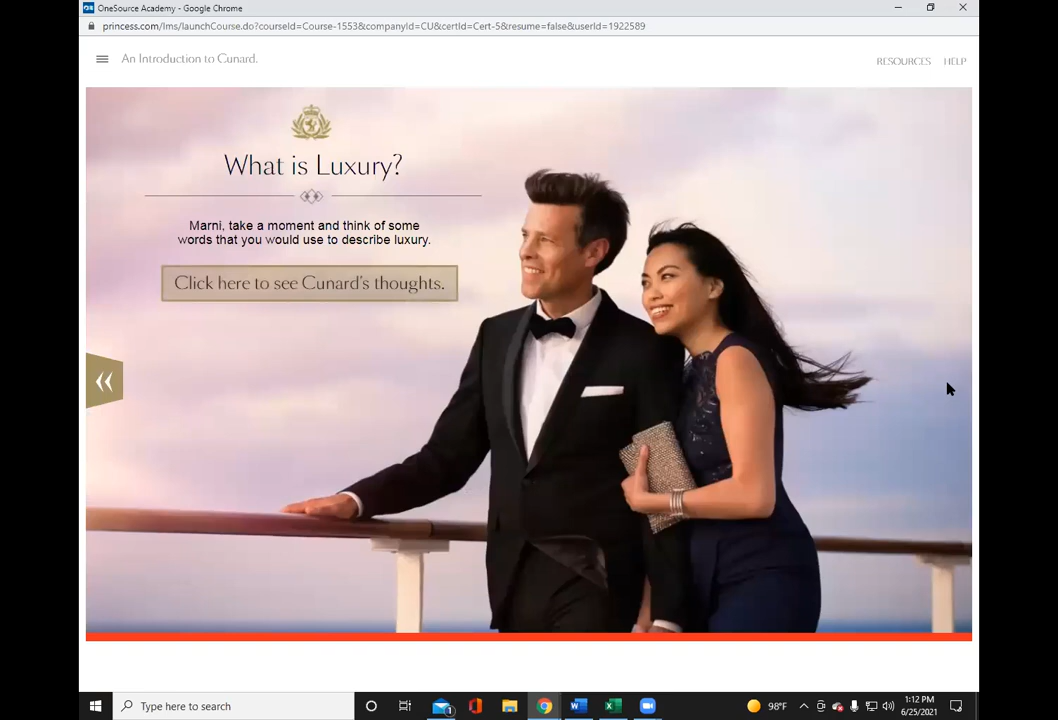 OneSource Academy - Google Chrome
princess.com/lms/launchCourse.do?courseId=Course-1553&companyId=CU&certId=Cert-5&resume=false&userId=1922589
An Introduction to Cunard.
RESOURCES HELP
What is Luxury?
Marni, take a moment and think of some
words that you would use to describe luxury.
Click here to see Cunard's thoughts.
Type here to search
1
98°F
1:12 PM
6/25/2021